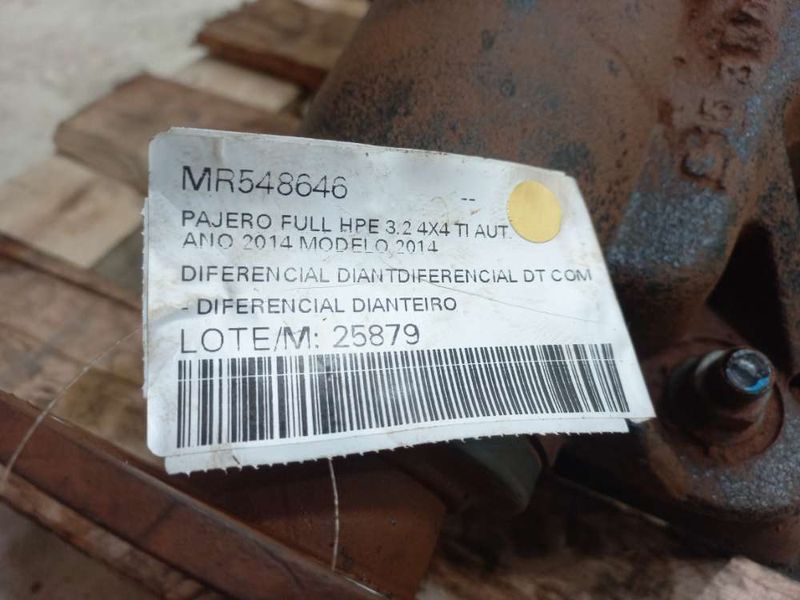 MR548646 --
PAJERO FULL HPE 3.2 4X4 TI AUT.
ANO 2014 MODELO 2014
DIFERENCIAL DIANTDIFERENCIAL DT COM
- DIFERENCIAL DIANTEIRO
LOTE/M: 25879